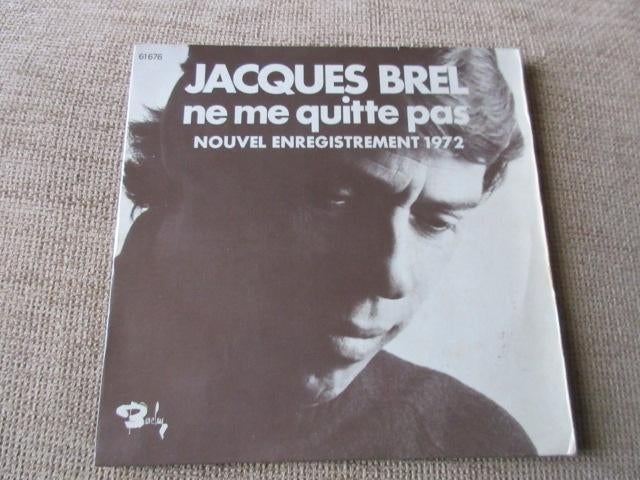 61676
JACQUES BREL
ne me quitte pas
NOUVEL ENREGISTREMENT 1972
Barclay